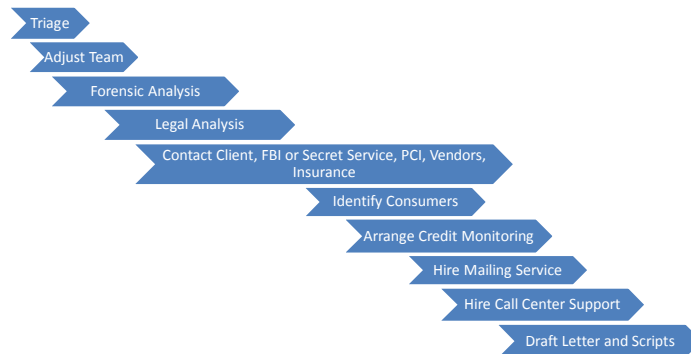 Triage
Adjust Team
Forensic Analysis
Legal Analysis
Contact Client, FBI or Secret Service, PCI, Vendors,
Insurance
Identify Consumers
Arrange Credit Monitoring
Hire Mailing Service
Hire Call Center Support
Draft Letter and Scripts